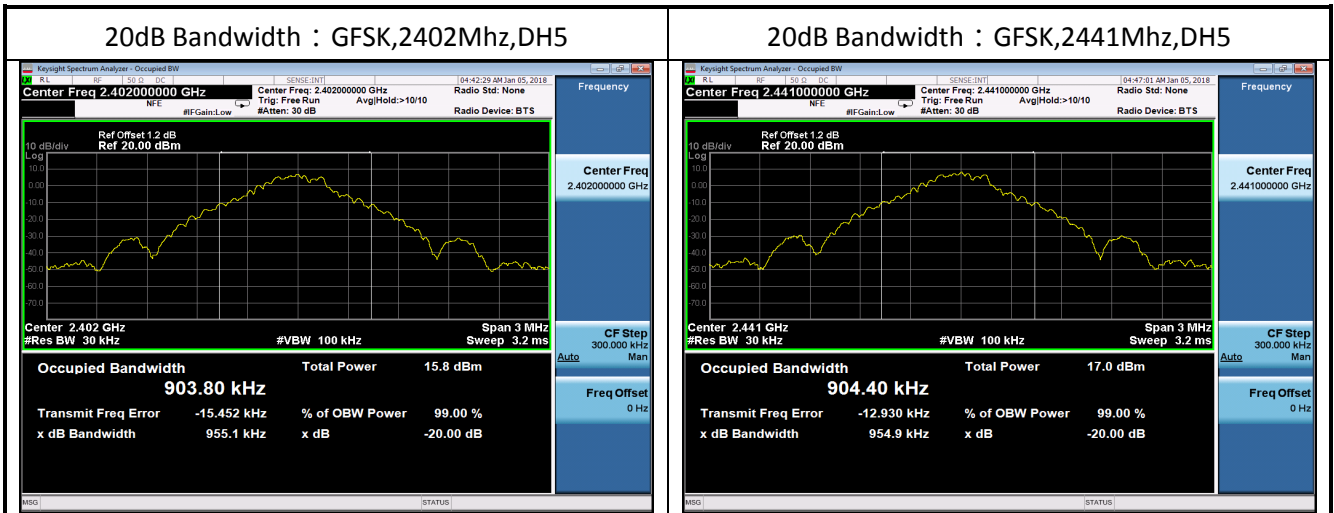 20dB Bandwidth：GFSK,2402Mhz,DH5
Keysight Spectrum Analyzer - Occupied BW
LXI RL RF 50 Ω DC SENSE:INT 04:42:29 AM Jan 05, 2018
Center Freq 2.402000000 GHz
NFE
#IFGain:Low
Center Freq: 2.402000000 GHz
Trig: Free Run Avg|Hold:>10/10
#Atten: 30 dB
Radio Std: None
Radio Device: BTS
Ref Offset 1.2 dB
10 dB/div Ref 20.00 dBm
Log
10.0
0.00
-10.0
-20.0
-30.0
-40.0
-50.0
-60.0
-70.0
Center 2.402 GHz Span 3 MHz
#Res BW 30 kHz #VBW 100 kHz Sweep 3.2 ms
Occupied Bandwidth Total Power 15.8 dBm
903.80 kHz
Transmit Freq Error -15.452 kHz % of OBW Power 99.00 %
x dB Bandwidth 955.1 kHz x dB -20.00 dB
MSG STATUS
Frequency
Center Freq
2.402000000 GHz
CF Step
300.000 kHz
Auto Man
Freq Offset
0 Hz
20dB Bandwidth：GFSK,2441Mhz,DH5
Keysight Spectrum Analyzer - Occupied BW
LXI RL RF 50 Ω DC SENSE:INT 04:47:01 AM Jan 05, 2018
Center Freq 2.441000000 GHz
NFE
#IFGain:Low
Center Freq: 2.441000000 GHz
Trig: Free Run Avg|Hold:>10/10
#Atten: 30 dB
Radio Std: None
Radio Device: BTS
Ref Offset 1.2 dB
10 dB/div Ref 20.00 dBm
Log
10.0
0.00
-10.0
-20.0
-30.0
-40.0
-50.0
-60.0
-70.0
Center 2.441 GHz Span 3 MHz
#Res BW 30 kHz #VBW 100 kHz Sweep 3.2 ms
Occupied Bandwidth Total Power 17.0 dBm
904.40 kHz
Transmit Freq Error -12.930 kHz % of OBW Power 99.00 %
x dB Bandwidth 954.9 kHz x dB -20.00 dB
MSG STATUS
Frequency
Center Freq
2.441000000 GHz
CF Step
300.000 kHz
Auto Man
Freq Offset
0 Hz